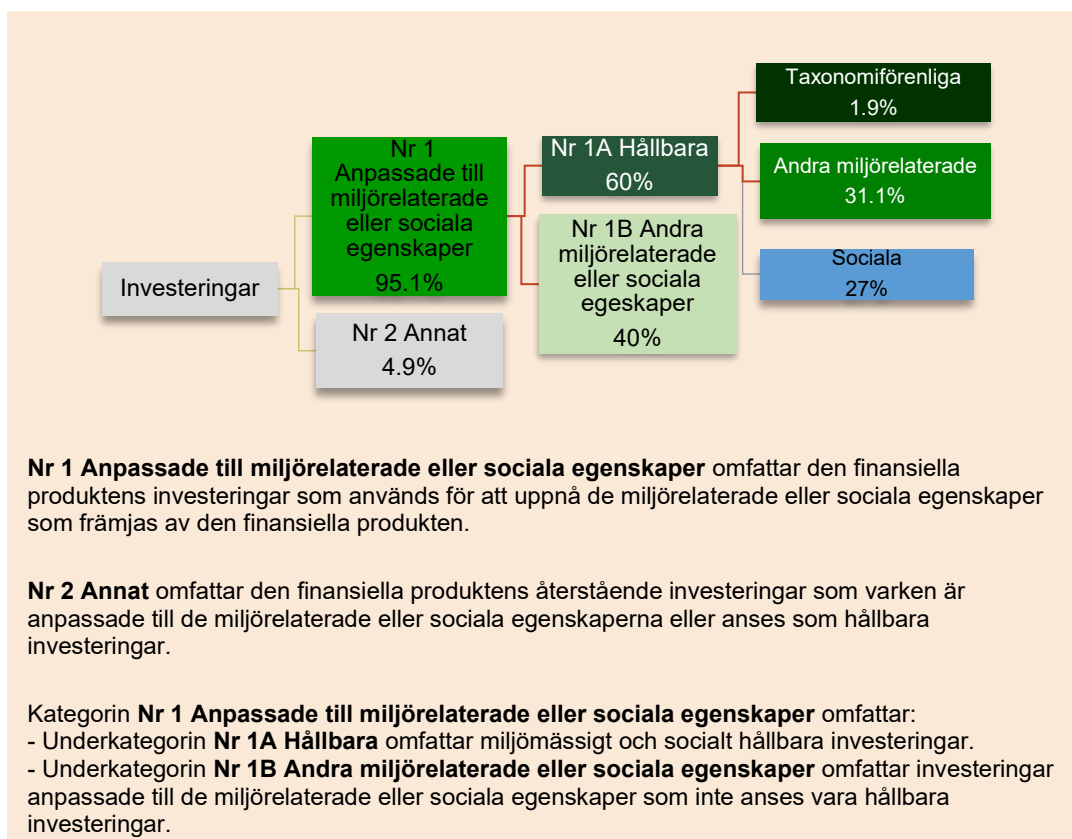 Investeringar
Nr 1
Anpassade till
miljörelaterade
eller sociala
egenskaper
95.1%
Nr 2 Annat
4.9%
Nr 1A Hållbara
60%
Nr 1B Andra
miljörelaterade
eller sociala
egeskaper
40%
Taxonomiförenliga
1.9%
Andra miljörelaterade
31.1%
Sociala
27%
Nr 1 Anpassade till miljörelaterade eller sociala egenskaper omfattar den finansiella
produktens investeringar som används för att uppnå de miljörelaterade eller sociala egenskaper
som främjas av den finansiella produkten.
Nr 2 Annat omfattar den finansiella produktens återstående investeringar som varken är
anpassade till de miljörelaterade eller sociala egenskaperna eller anses som hållbara
investeringar.
Kategorin Nr 1 Anpassade till miljörelaterade eller sociala egenskaper omfattar:
- Underkategorin Nr 1A Hållbara omfattar miljömässigt och socialt hållbara investeringar.
- Underkategorin Nr 1B Andra miljörelaterade eller sociala egenskaper omfattar investeringar
anpassade till de miljörelaterade eller sociala egenskaper som inte anses vara hållbara
investeringar.